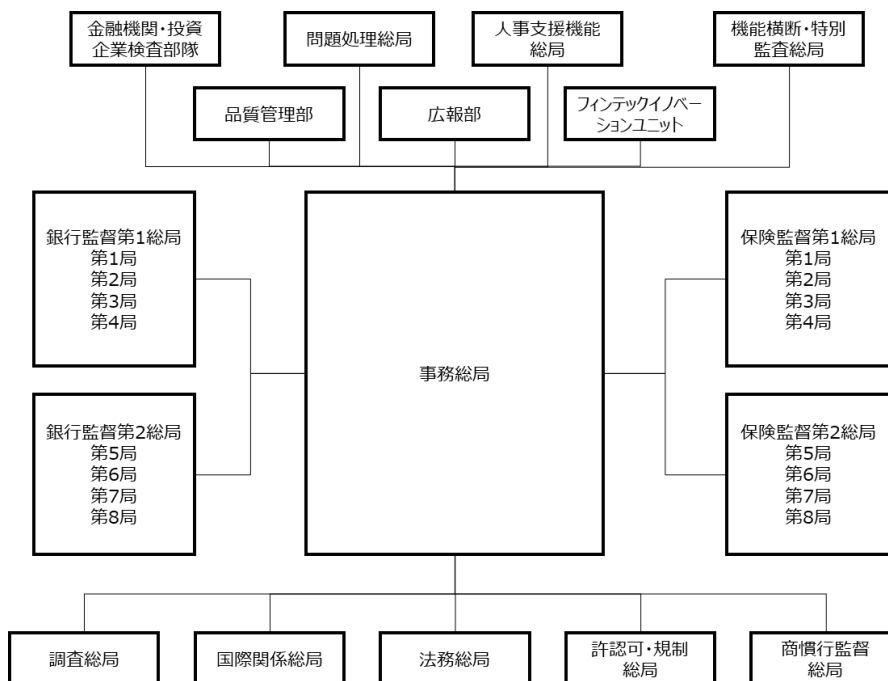 金融機関・投資
企業検査部隊
問題処理総局
人事支援機能
総局
機能横断・特別
監査総局
品質管理部
広報部
フィンテックイノベー
ションユニット
銀行監督第1総局
第1局
第2局
第3局
第4局
保険監督第1総局
第1局
第2局
第3局
第4局
事務総局
銀行監督第2総局
第5局
第6局
第7局
第8局
保険監督第2総局
第5局
第6局
第7局
第8局
調査総局
国際関係総局
法務総局
許認可・規制
総局
商慣行監督
総局